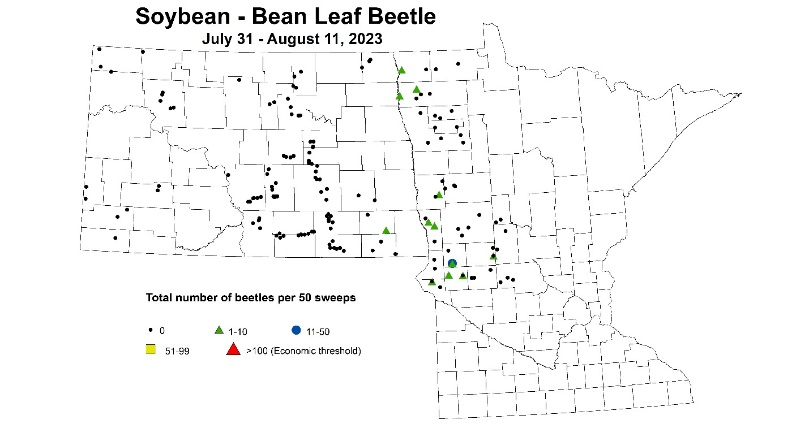 Soybean - Bean Leaf Beetle
July 31 - August 11, 2023
Total number of beetles per 50 sweeps
0 1-10 11-50
51-99 >100 (Economic threshold)